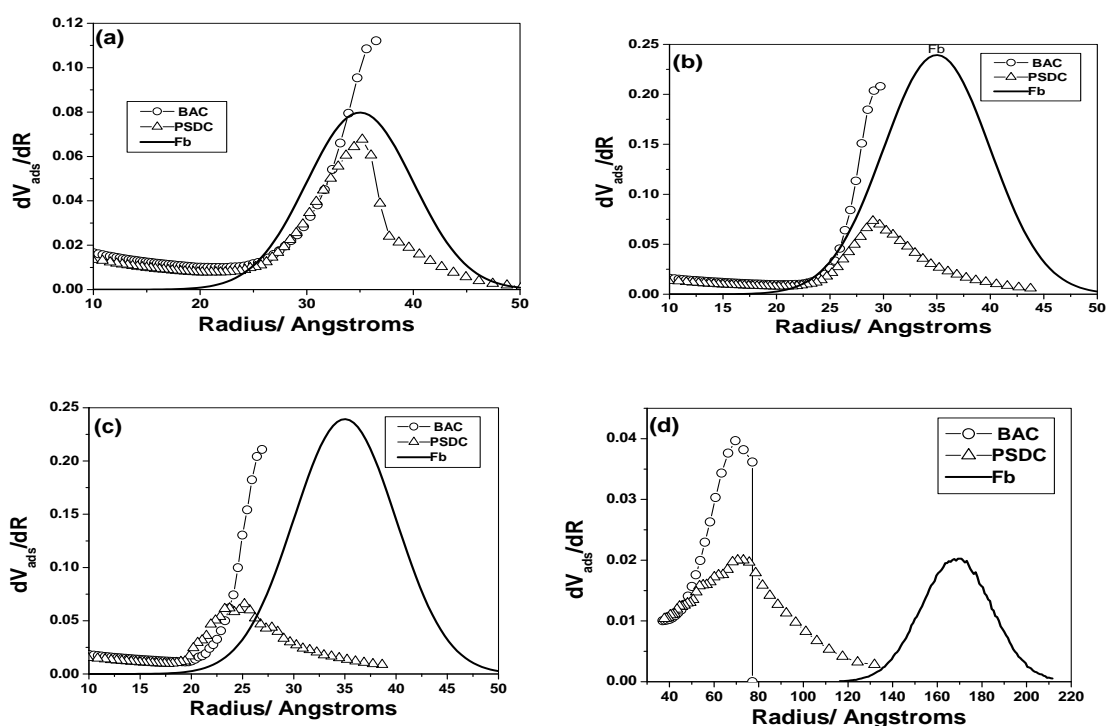 (a)
0.12
0.10
0.08
0.06
0.04
0.02
0.00
dV_ads/dR
BAC
PSDC
Fb
10 20 30 40 50
Radius/ Angstroms
(b)
Fb
0.25
0.20
0.15
0.10
0.05
0.00
dV_ads/dR
BAC
PSDC
Fb
10 15 20 25 30 35 40 45 50
Radius/ Angstroms
(c)
0.25
0.20
0.15
0.10
0.05
0.00
dV_ads/dR
BAC
PSDC
Fb
10 15 20 25 30 35 40 45 50
Radius/ Angstroms
(d)
0.04
0.03
0.02
0.01
0.00
dV_ads/dR
BAC
PSDC
Fb
40 60 80 100 120 140 160 180 200 220
Radius/ Angstroms